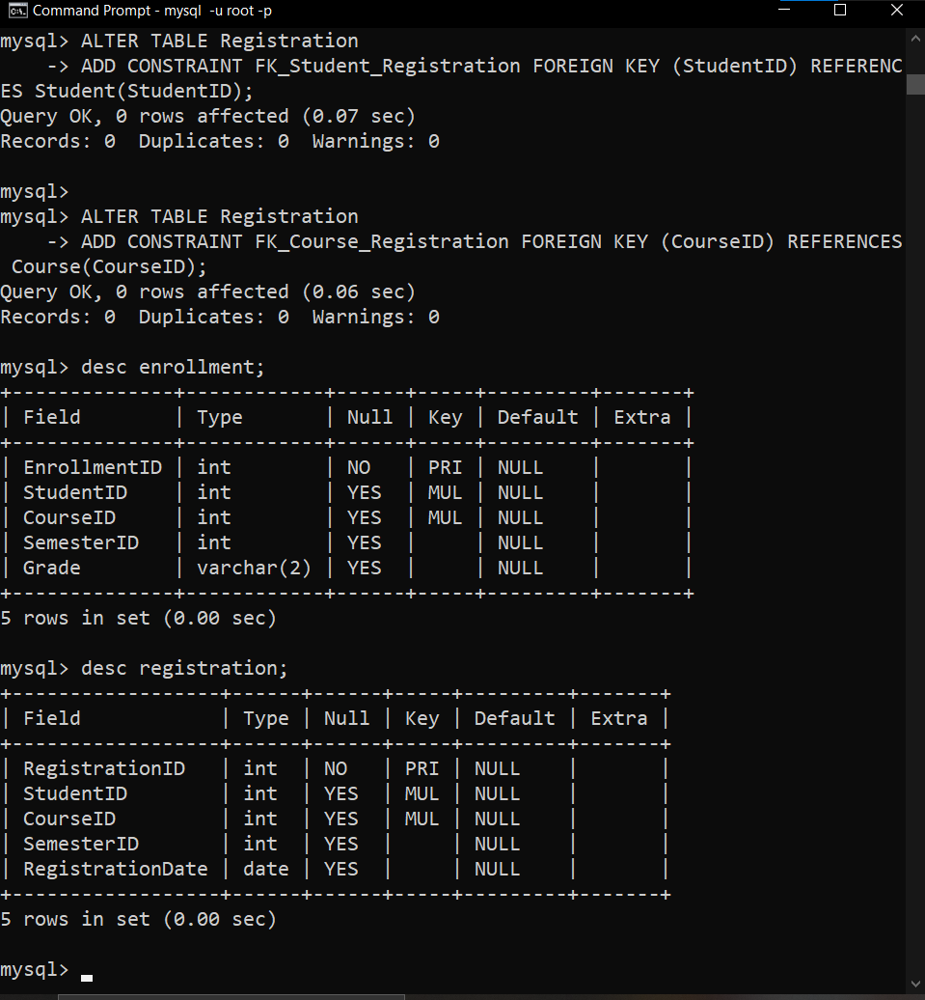 Command Prompt - mysql  -u root -p
mysql> ALTER TABLE Registration
    -> ADD CONSTRAINT FK_Student_Registration FOREIGN KEY (StudentID) REFERENC
ES Student(StudentID);
Query OK, 0 rows affected (0.07 sec)
Records: 0  Duplicates: 0  Warnings: 0
mysql>
mysql> ALTER TABLE Registration
    -> ADD CONSTRAINT FK_Course_Registration FOREIGN KEY (CourseID) REFERENCES
 Course(CourseID);
Query OK, 0 rows affected (0.06 sec)
Records: 0  Duplicates: 0  Warnings: 0
mysql> desc enrollment;
+--------------+------------+------+-----+---------+-------+
| Field        | Type       | Null | Key | Default | Extra |
+--------------+------------+------+-----+---------+-------+
| EnrollmentID | int        | NO   | PRI | NULL    |       |
| StudentID    | int        | YES  | MUL | NULL    |       |
| CourseID     | int        | YES  | MUL | NULL    |       |
| SemesterID   | int        | YES  |     | NULL    |       |
| Grade        | varchar(2) | YES  |     | NULL    |       |
+--------------+------------+------+-----+---------+-------+
5 rows in set (0.00 sec)
mysql> desc registration;
+------------------+------+------+-----+---------+-------+
| Field            | Type | Null | Key | Default | Extra |
+------------------+------+------+-----+---------+-------+
| RegistrationID   | int  | NO   | PRI | NULL    |       |
| StudentID        | int  | YES  | MUL | NULL    |       |
| CourseID         | int  | YES  | MUL | NULL    |       |
| SemesterID       | int  | YES  |     | NULL    |       |
| RegistrationDate | date | YES  |     | NULL    |       |
+------------------+------+------+-----+---------+-------+
5 rows in set (0.00 sec)
mysql>